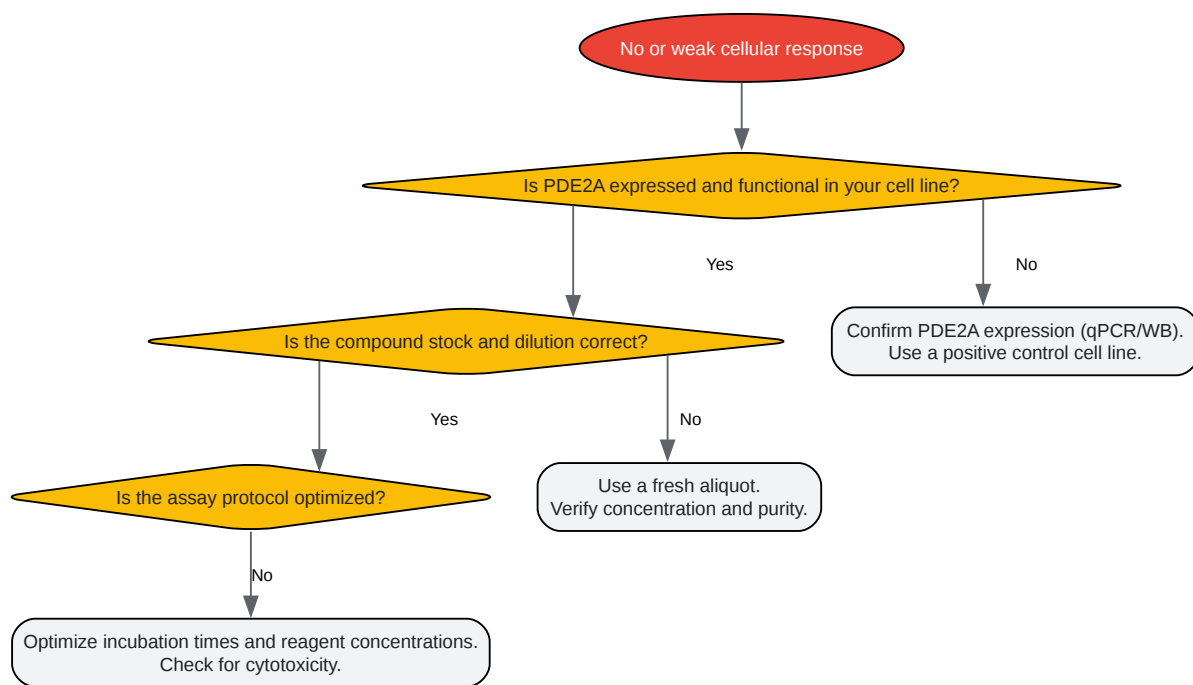 No or weak cellular response
Is PDE2A expressed and functional in your cell line?
Yes
No
Confirm PDE2A expression (qPCR/WB).
Use a positive control cell line.
Is the compound stock and dilution correct?
Yes
No
Use a fresh aliquot.
Verify concentration and purity.
Is the assay protocol optimized?
No
Optimize incubation times and reagent concentrations.
Check for cytotoxicity.